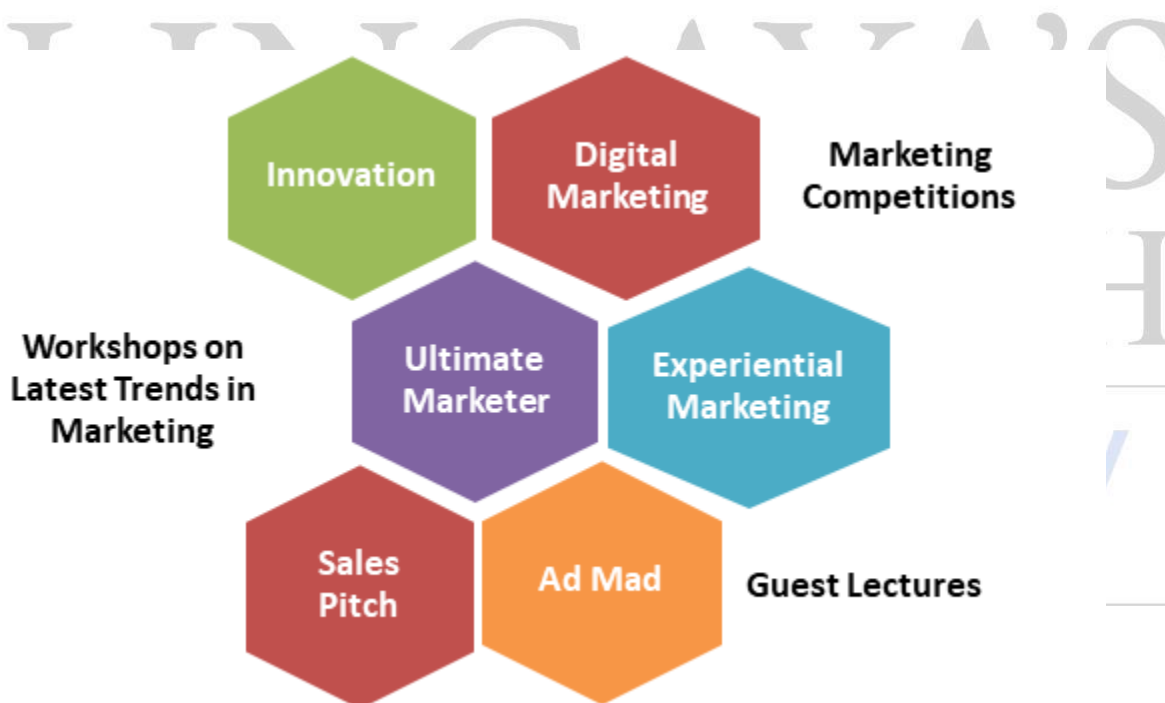 LINGAYA'S
H
Innovation
Digital
Marketing
Marketing
Competitions
Workshops on
Latest Trends in
Marketing
Ultimate
Marketer
Experiential
Marketing
Sales
Pitch
Ad Mad
Guest Lectures